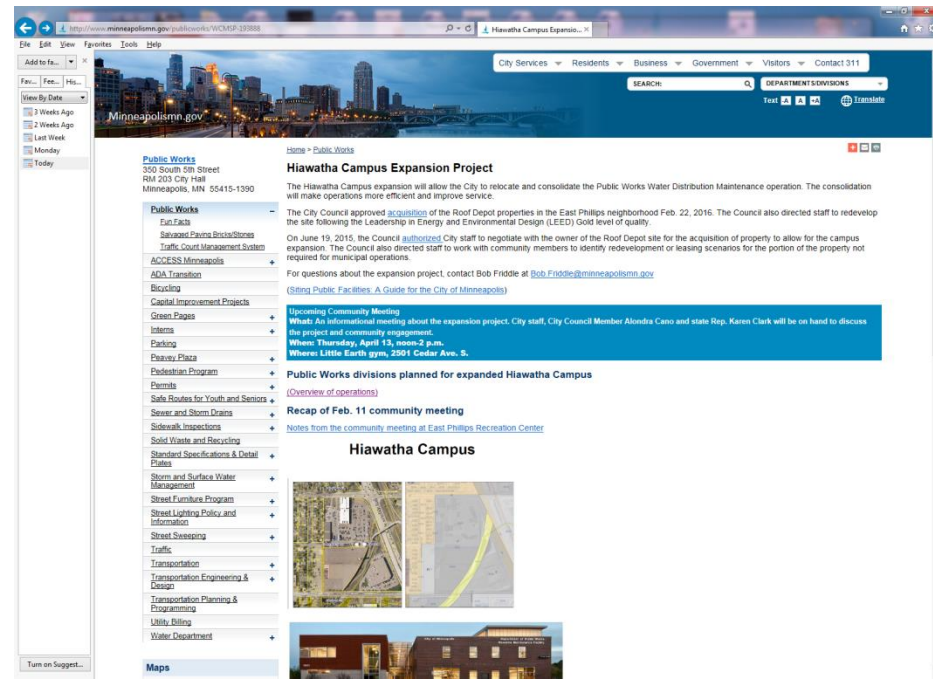 http://www.minneapolismn.gov/publicworks/WCMSP-193888
Hiawatha Campus Expansio...
File Edit View Favorites Tools Help
Add to fa...
Fav... Fee... His...
View By Date
3 Weeks Ago
2 Weeks Ago
Last Week
Monday
Today
Turn on Suggest...
City Services Residents Business Government Visitors Contact 311
SEARCH:
DEPARTMENTS/DIVISIONS
Text A A +A Translate
Minneapolismn.gov
Public Works
350 South 5th Street
RM 203 City Hall
Minneapolis, MN 55415-1390
Public Works
Fun Facts
Salvaged Paving Bricks/Stones
Traffic Count Management System
ACCESS Minneapolis
ADA Transition
Bicycling
Capital Improvement Projects
Green Pages
Interns
Parking
Peavey Plaza
Pedestrian Program
Permits
Safe Routes for Youth and Seniors
Sewer and Storm Drains
Sidewalk Inspections
Solid Waste and Recycling
Standard Specifications & Detail
Plates
Storm and Surface Water
Management
Street Furniture Program
Street Lighting Policy and
Information
Street Sweeping
Traffic
Transportation
Transportation Engineering &
Design
Transportation Planning &
Programming
Utility Billing
Water Department
Maps
Home > Public Works
Hiawatha Campus Expansion Project
The Hiawatha Campus expansion will allow the City to relocate and consolidate the Public Works Water Distribution Maintenance operation. The consolidation
will make operations more efficient and improve service.
The City Council approved acquisition of the Roof Depot properties in the East Phillips neighborhood Feb. 22, 2016. The Council also directed staff to redevelop
the site following the Leadership in Energy and Environmental Design (LEED) Gold level of quality.
On June 19, 2015, the Council authorized City staff to negotiate with the owner of the Roof Depot site for the acquisition of property to allow for the campus
expansion. The Council also directed staff to work with community members to identify redevelopment or leasing scenarios for the portion of the property not
required for municipal operations.
For questions about the expansion project, contact Bob Friddle at Bob.Friddle@minneapolismn.gov
(Siting Public Facilities: A Guide for the City of Minneapolis)
Upcoming Community Meeting
What: An informational meeting about the expansion project. City staff, City Council Member Alondra Cano and state Rep. Karen Clark will be on hand to discuss
the project and community engagement.
When: Thursday, April 13, noon-2 p.m.
Where: Little Earth gym, 2501 Cedar Ave. S.
Public Works divisions planned for expanded Hiawatha Campus
(Overview of operations)
Recap of Feb. 11 community meeting
Notes from the community meeting at East Phillips Recreation Center
Hiawatha Campus
City of Minneapolis